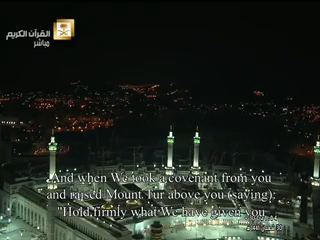 القرآن الكريم
مباشر
And when We took a covenant from you
and raised Mount Tur above you (saying):
"Hold firmly what We have given you